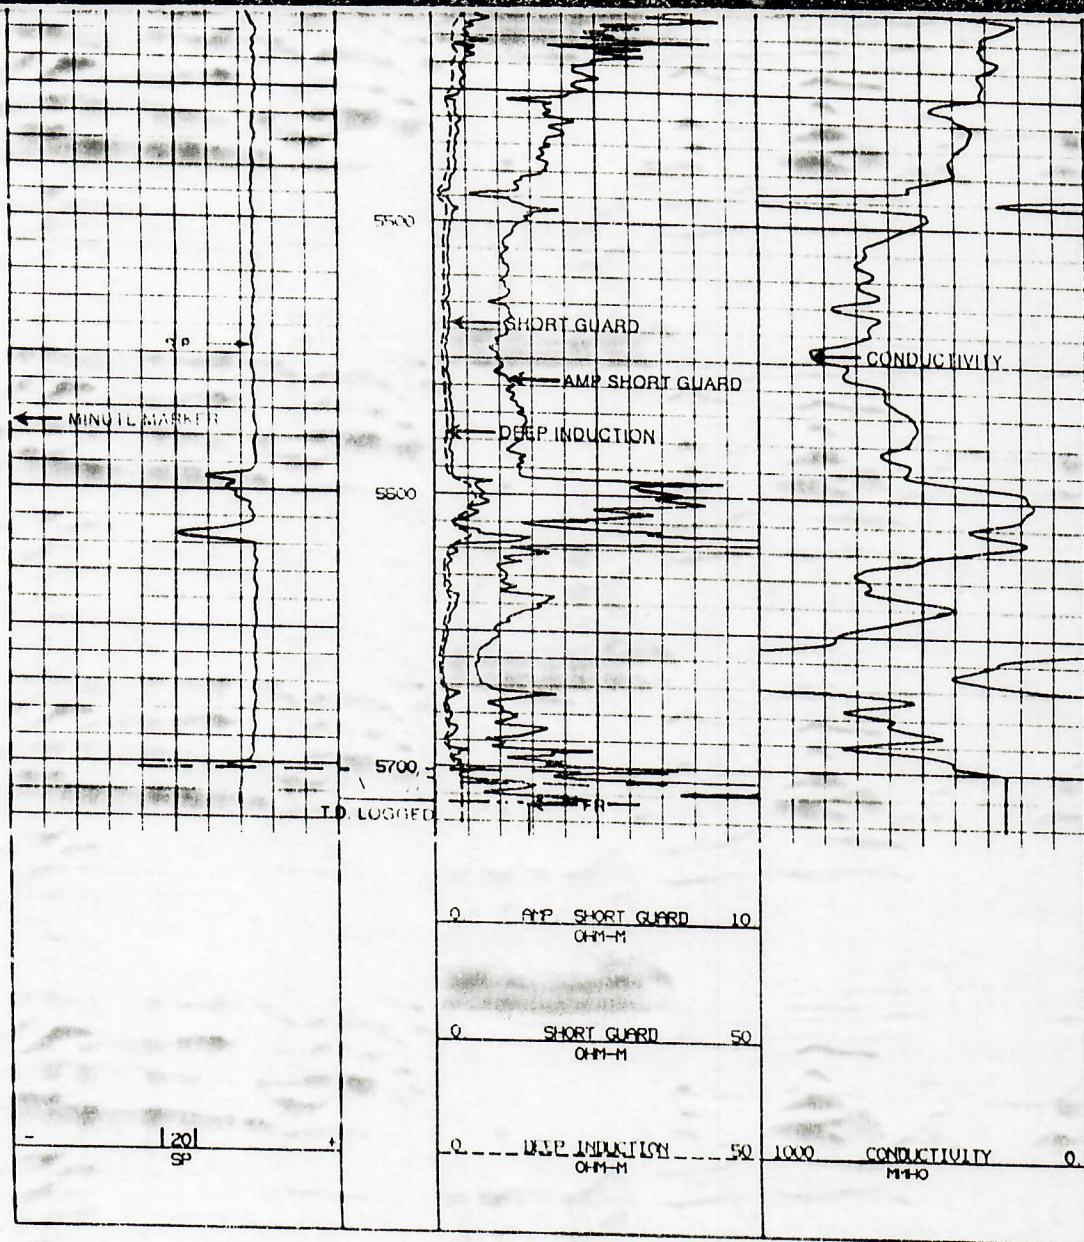 5500
SHORT GUARD
CONDUCTIVITY
AMP SHORT GUARD
MINUTE MARKER
DEEP INDUCTION
5600
5700
FR
T.D. LOGGED
0 AMP SHORT GUARD 10
OHM-M
0 SHORT GUARD 50
OHM-M
- 20 +
SP
0 DEEP INDUCTION 50
OHM-M
1000 CONDUCTIVITY 0
MMHO